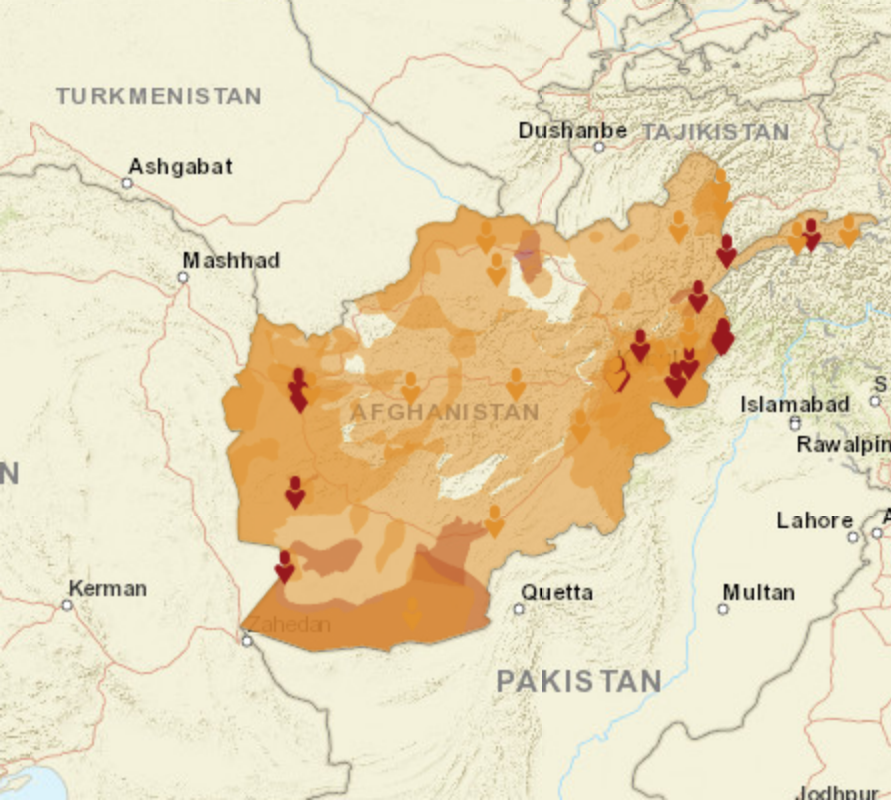 TURKMENISTAN
Dushanbe
TAJIKISTAN
Ashgabat
Mashhad
AFGHANISTAN
Islamabad
S
Rawalpin
N
Lahore
A
Kerman
Quetta
Multan
Zahedan
PAKISTAN
Jodhpur